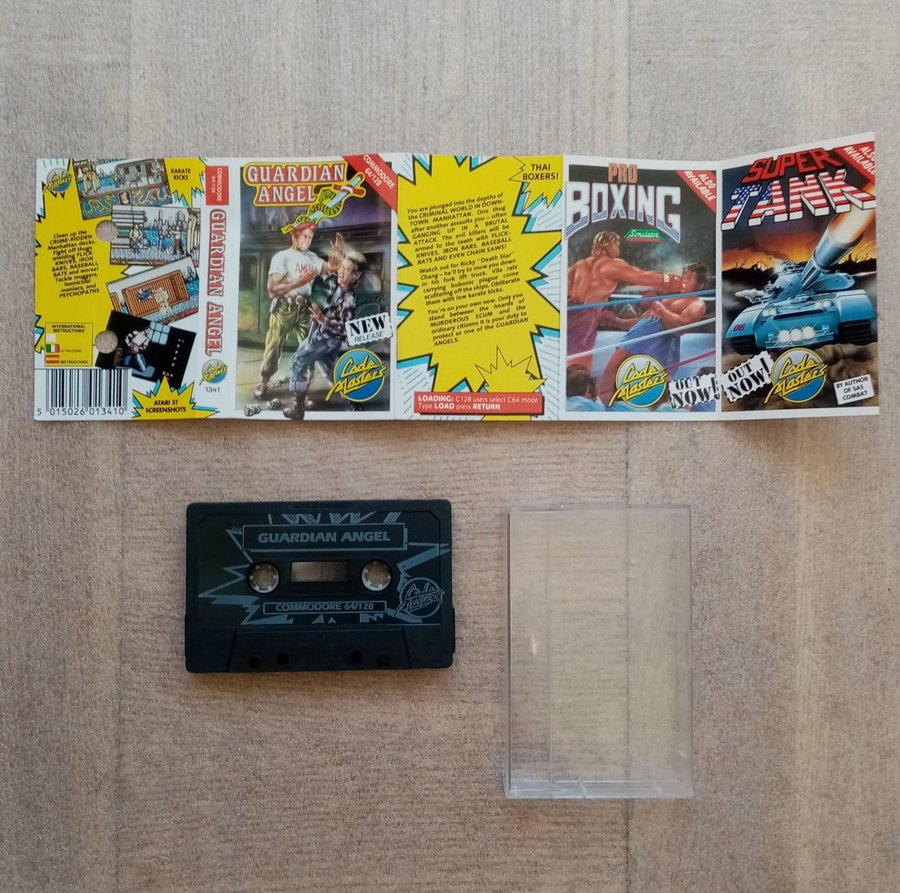 Code Masters
KARATE
KICKS
Clean up the
CRIME-RIDDEN
Manhattan docks.
Fight off thugs
wielding FLICK-
KNIVES, IRON
BARS, BASEBALL
BATS and worse!
Tackle muggers,
homicidal
maniacs, and
PSYCHOPATHS
INTERNATIONAL
INSTRUCTIONS
INSTRUCCIONES
5 015026 013410
ATARI ST
SCREENSHOTS
COMMODORE
64/128
GUARDIAN ANGEL
Code Masters
1341
GUARDIAN
ANGEL
COMMODORE
64/128
ANGEL
NEW
RELEASE
Code
Masters
THAI
BOXERS!
You are plunged into the depths of
the CRIMINAL WORLD IN DOWN-
TOWN MANHATTAN. One thug
after another assaults you – often
GANGING UP IN A BRUTAL
ATTACK. The evil killers will be
armed to the teeth with FLICK-
KNIVES, IRON BARS, BASEBALL
BATS AND EVEN CHAIN SAWS!
Watch out for Ricky "Death Star"
Chang – he'll try to mow you down
in his fork lift truck. Vile rats
carrying bubonic plague come
scuttering off the ships. Obliterate
them with low karate kicks.
You're on your own now. Only you
stand between the hoards of
MURDEROUS SCUM and the
ordinary citizens it is your duty to
protect as one of the GUARDIAN
ANGELS.
LOADING: C128 users select C64 mode
Type LOAD press RETURN
PRO
BOXING
Simulator
ALSO
AVAILABLE
Code
Masters
OUT
NOW!
SUPER
TANK
ALSO
AVAILABLE
06
OUT
NOW!
Code
Masters
BY AUTHOR
OF SAS
COMBAT
GUARDIAN ANGEL
COMMODORE 64/128
Code
Masters